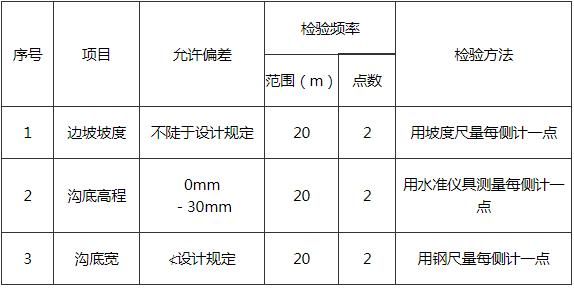 序号 项目 允许偏差 检验频率 检验方法
范围（m） 点数
1 边坡坡度 不陡于设计规定 20 2 用坡度尺量每侧计一点
2 沟底高程 0mm －30mm 20 2 用水准仪具测量每侧计一点
3 沟底宽 ≮设计规定 20 2 用钢尺量每侧计一点